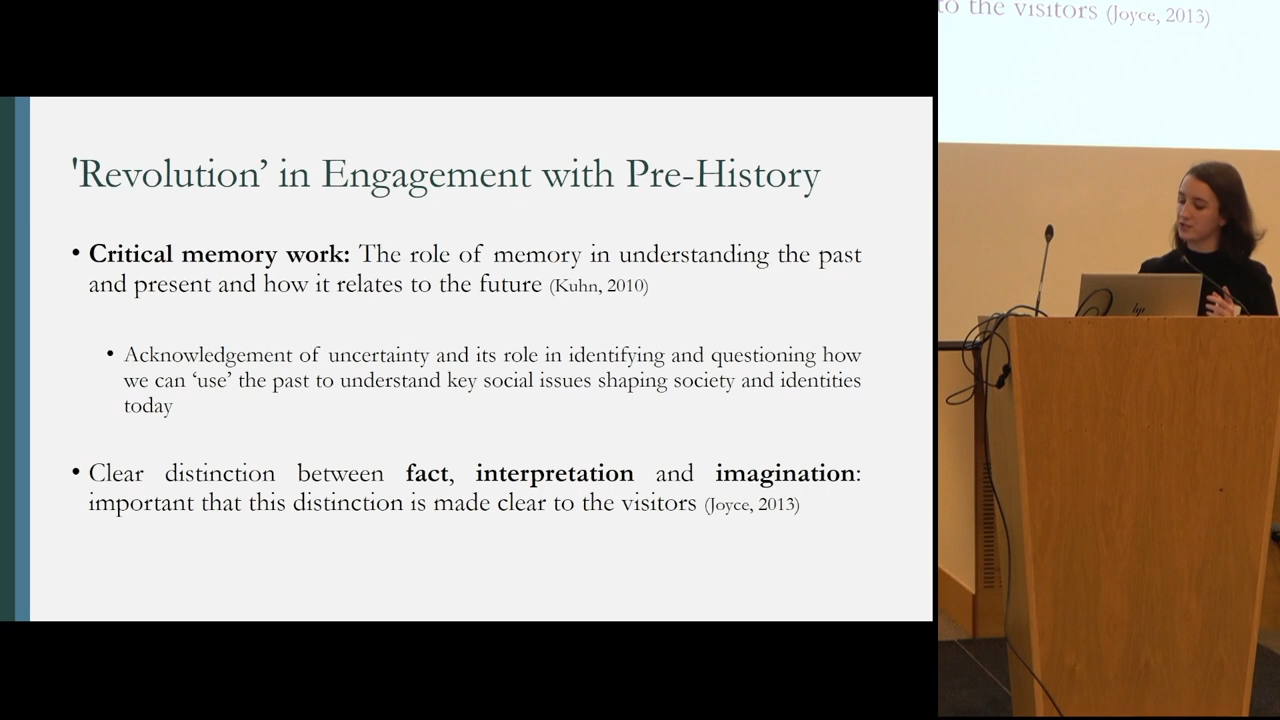 'Revolution’ in Engagement with Pre-History
• Critical memory work: The role of memory in understanding the past
and present and how it relates to the future (Kuhn, 2010)
• Acknowledgement of uncertainty and its role in identifying and questioning how
we can ‘use’ the past to understand key social issues shaping society and identities
today
• Clear distinction between fact, interpretation and imagination:
important that this distinction is made clear to the visitors (Joyce, 2013)
to the visitors (Joyce, 2013)
hp